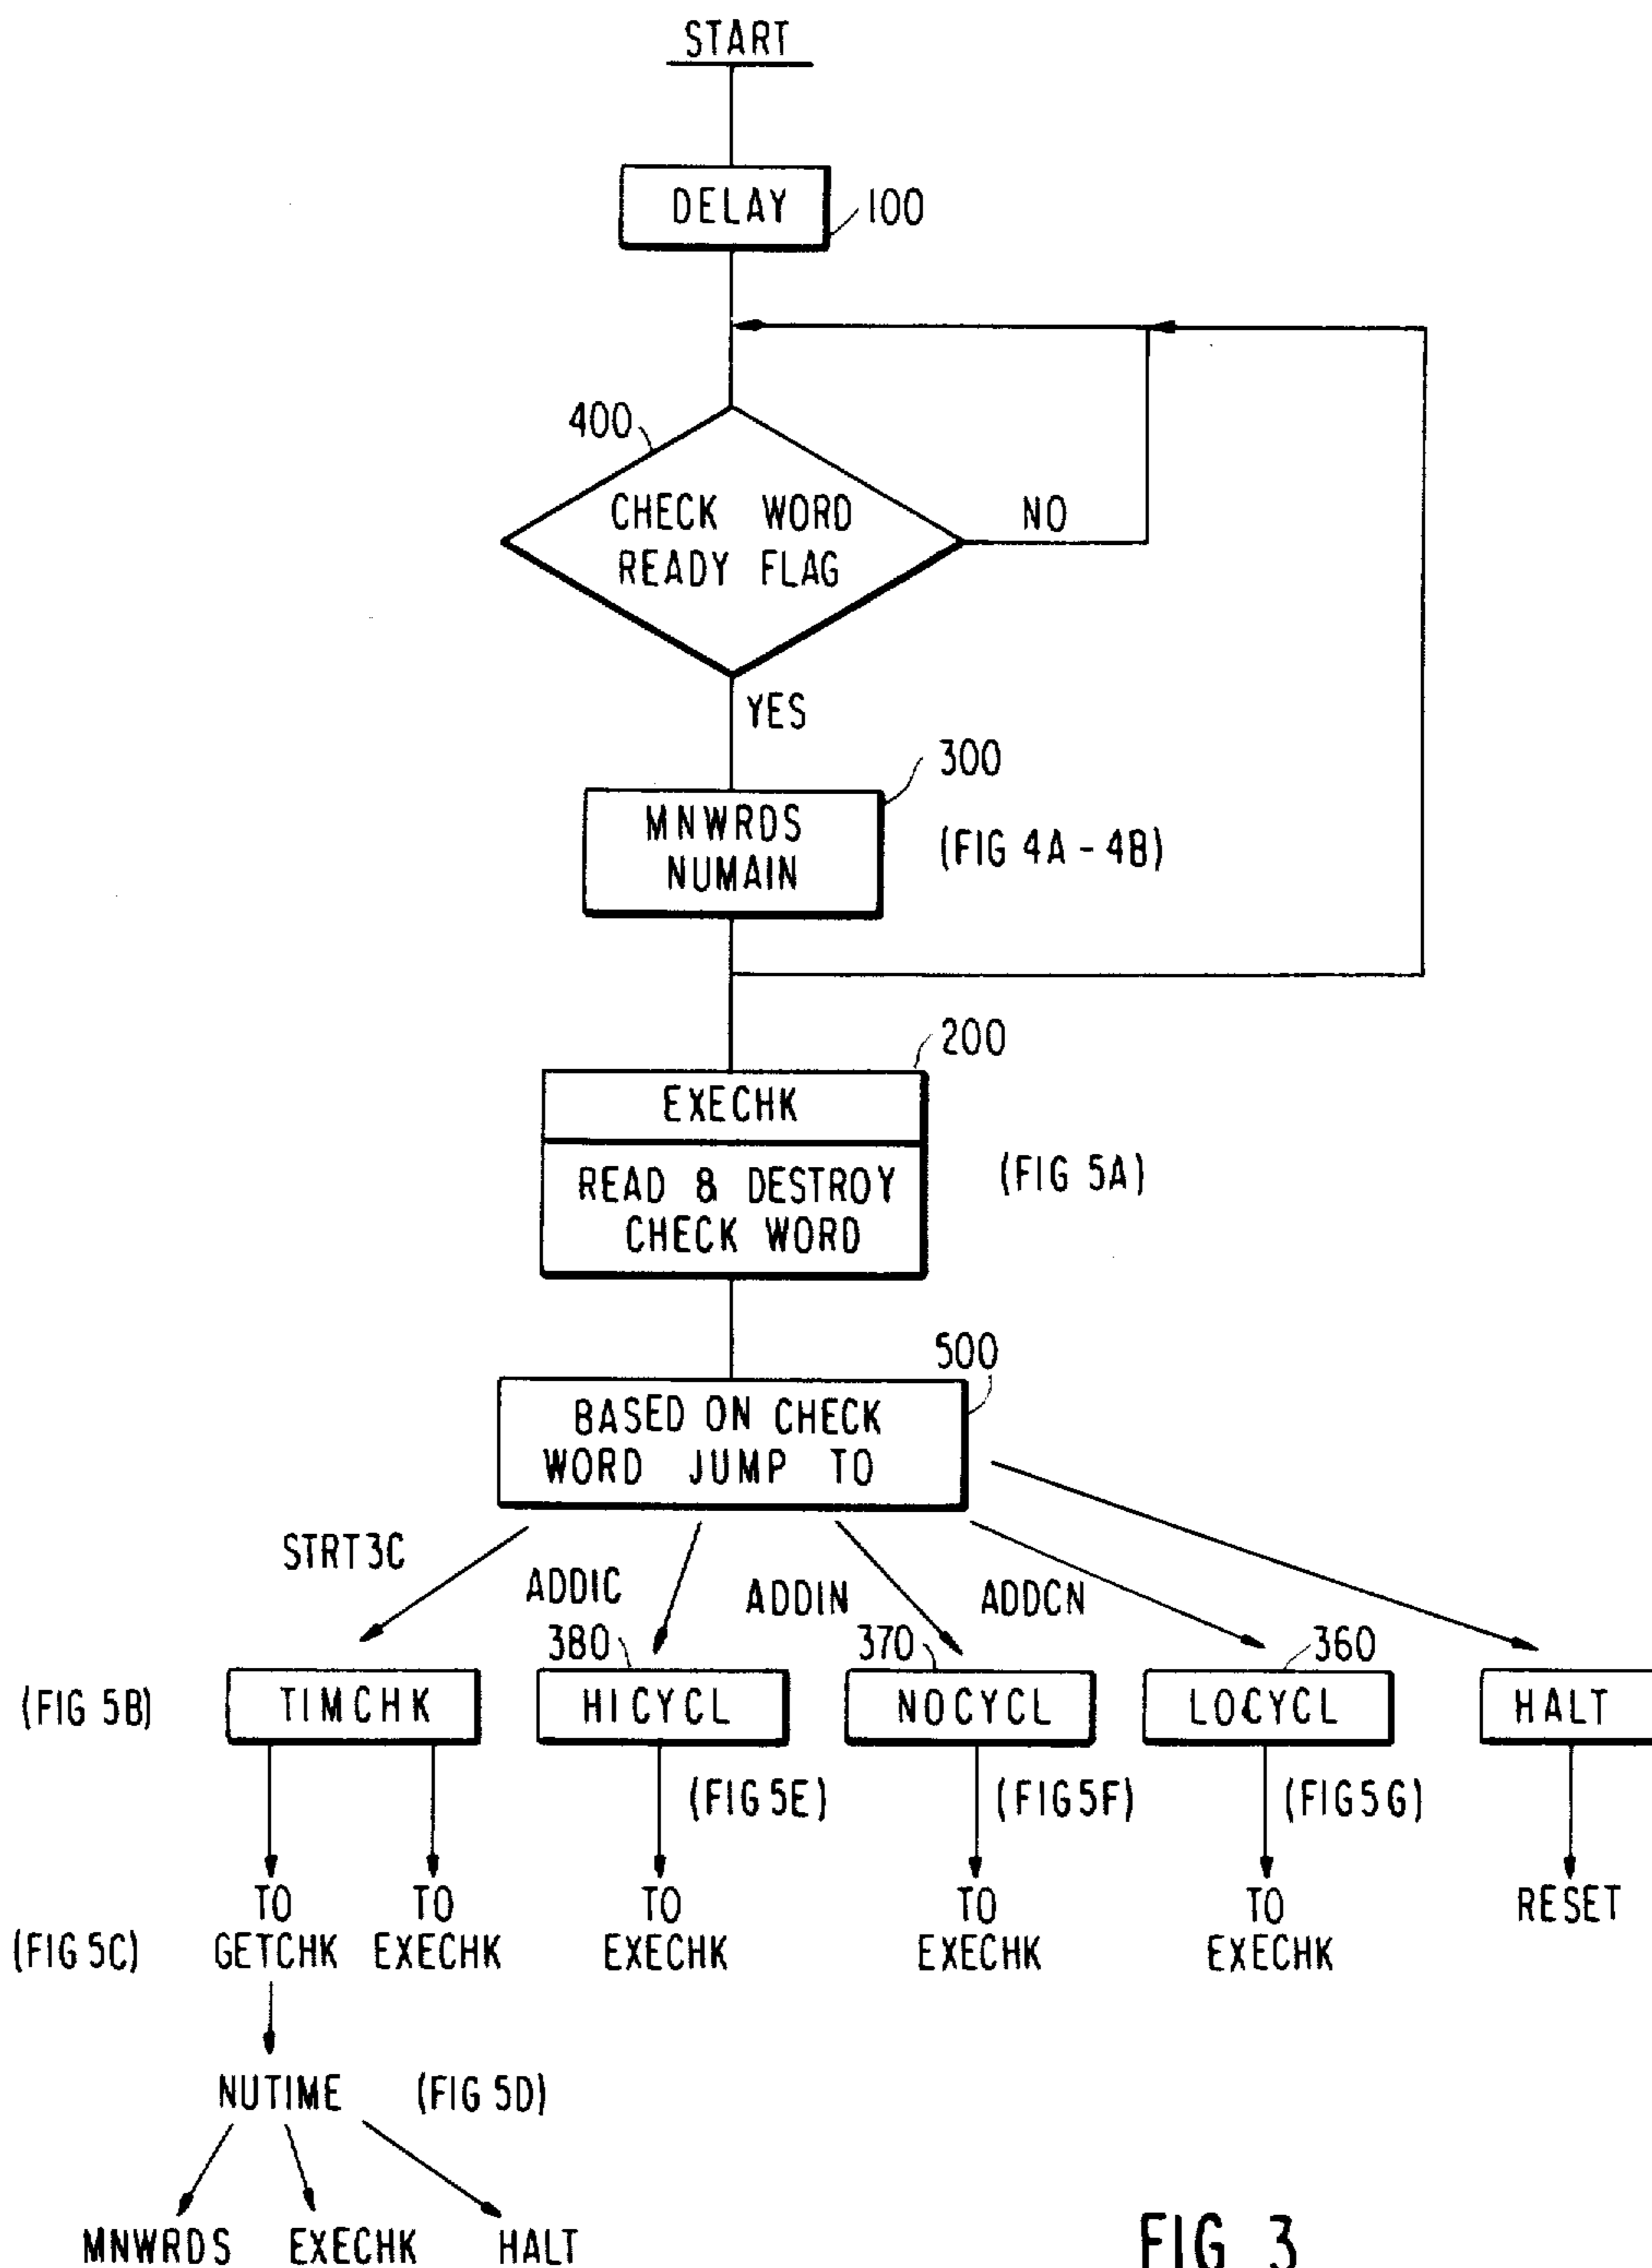 START
DELAY
100
400
CHECK WORD
READY FLAG
NO
YES
300
MNWRDS
NUMAIN
(FIG 4A - 4B)
200
EXECHK
READ & DESTROY
CHECK WORD
(FIG 5A)
500
BASED ON CHECK
WORD JUMP TO
STRT3C
ADDIC
ADDIN
ADDCN
380
370
360
(FIG 5B)
TIMCHK
HICYCL
NOCYCL
LOCYCL
HALT
(FIG 5E)
(FIG 5F)
(FIG 5G)
TO
GETCHK
TO
EXECHK
TO
EXECHK
TO
EXECHK
TO
EXECHK
RESET
(FIG 5C)
NUTIME
(FIG 5D)
MNWRDS
EXECHK
HALT
FIG 3